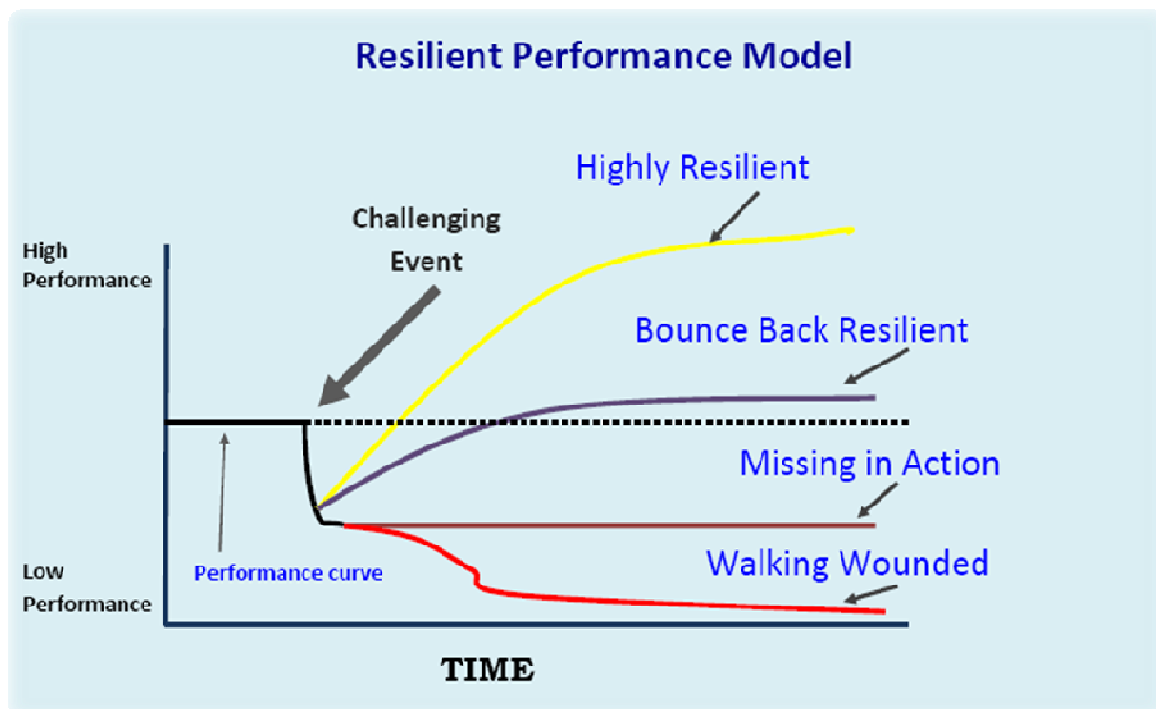 Resilient Performance Model
Highly Resilient
Challenging
Event
High
Performance
Bounce Back Resilient
Missing in Action
Low
Performance
Performance curve
Walking Wounded
TIME